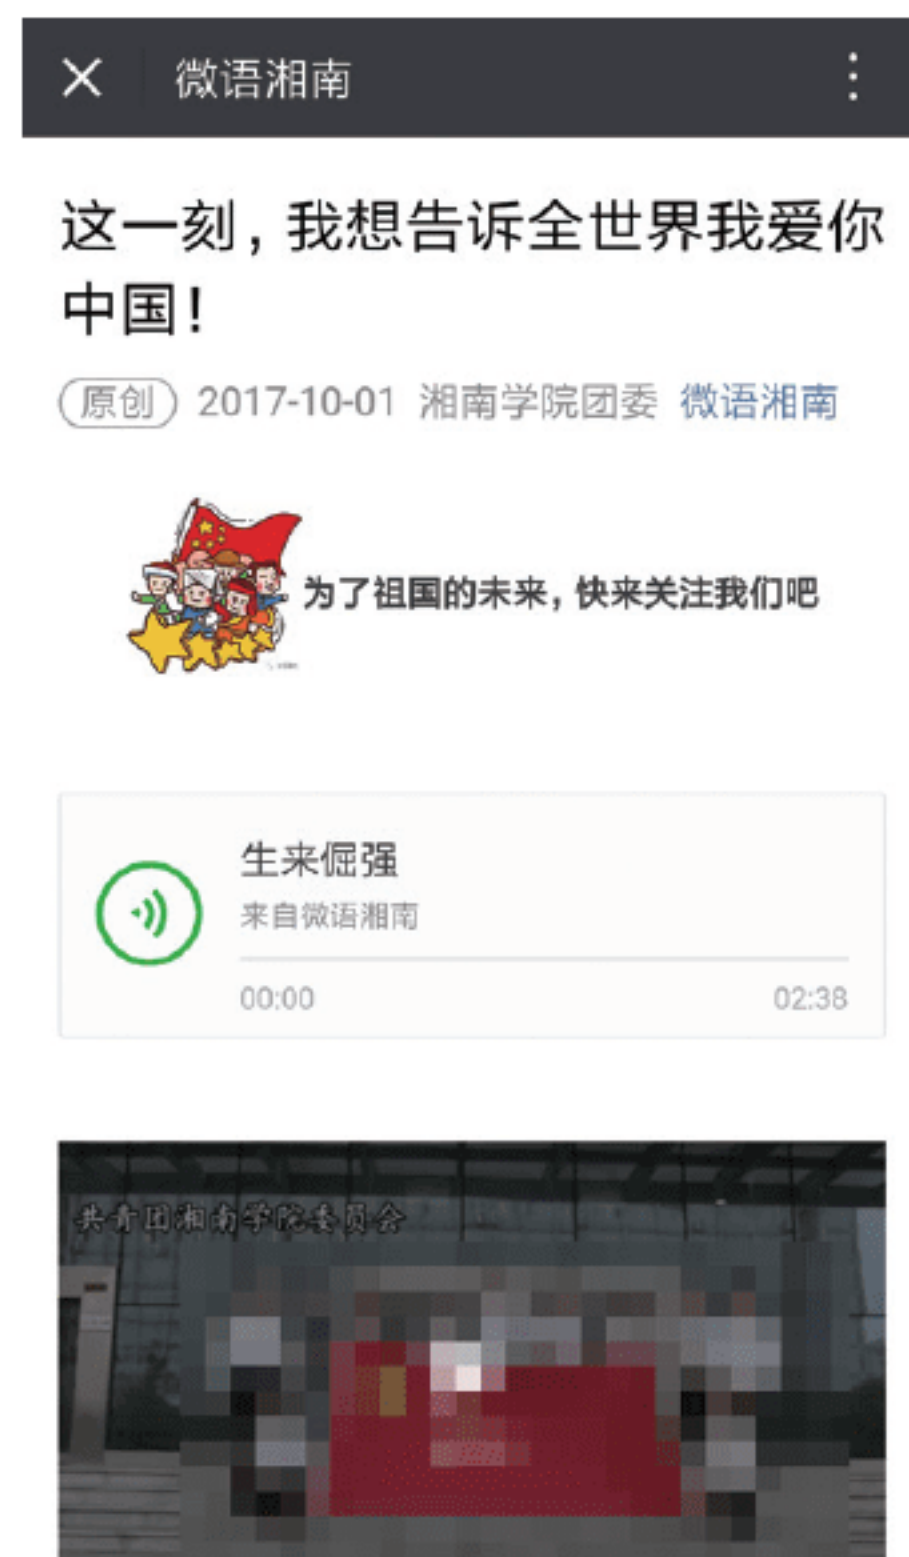 微语湘南
这一刻，我想告诉全世界我爱你
中国！
原创 2017-10-01 湘南学院团委 微语湘南
为了祖国的未来，快来关注我们吧
生来倔强
来自微语湘南
00:00 02:38
共青团湘南学院委员会